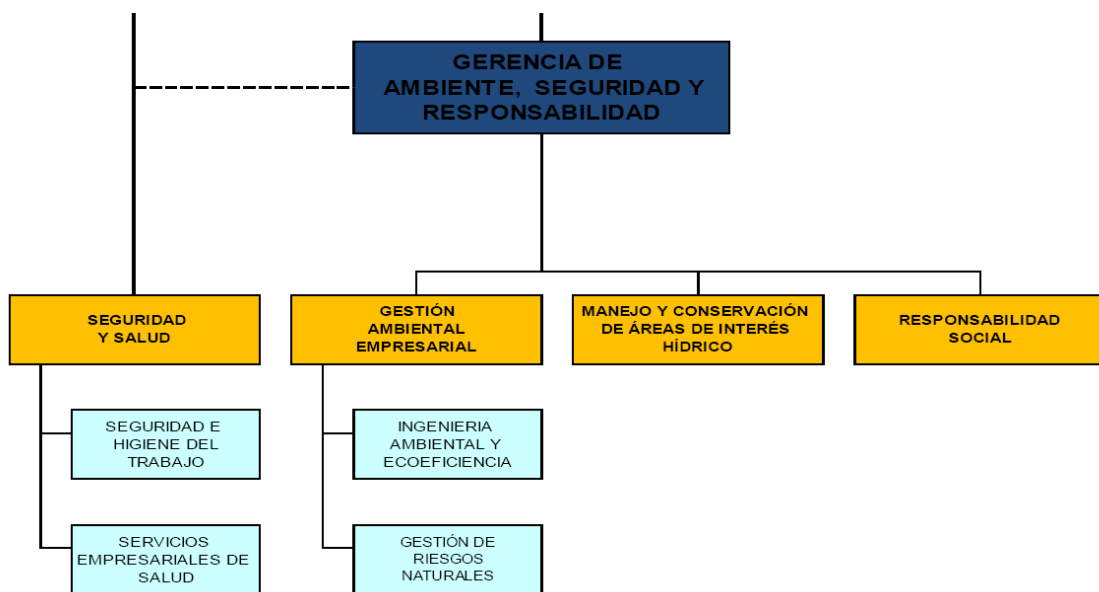 GERENCIA DE
AMBIENTE, SEGURIDAD Y
RESPONSABILIDAD
SEGURIDAD
Y SALUD
GESTIÓN
AMBIENTAL
EMPRESARIAL
MANEJO Y CONSERVACIÓN
DE ÁREAS DE INTERÉS
HÍDRICO
RESPONSABILIDAD
SOCIAL
SEGURIDAD E
HIGIENE DEL
TRABAJO
INGENIERIA
AMBIENTAL Y
ECOEFICIENCIA
SERVICIOS
EMPRESARIALES DE
SALUD
GESTIÓN DE
RIESGOS
NATURALES